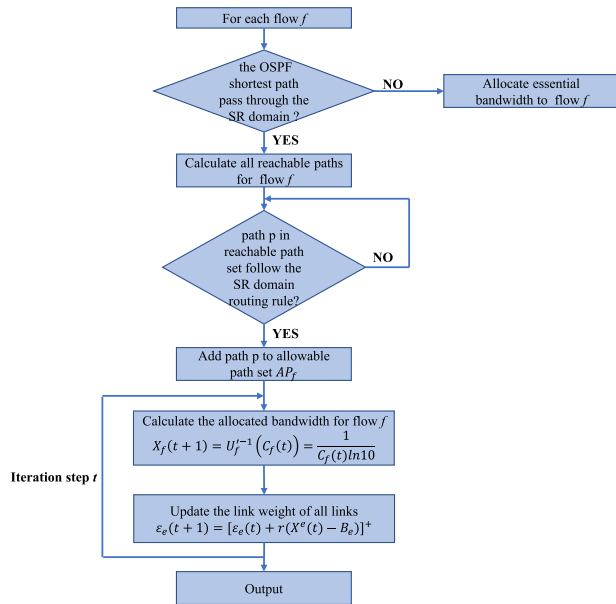 For each flow f
the OSPF
shortest path
pass through the
SR domain ?
NO
Allocate essential
bandwidth to flow f
YES
Calculate all reachable paths
for flow f
path p in
reachable path
set follow the
SR domain
routing rule?
NO
YES
Add path p to allowable
path set AP_f
Calculate the allocated bandwidth for flow f
X_f(t + 1) = U_f'^{-1}(C_f(t)) = 1 / C_f(t)ln10
Iteration step t
Update the link weight of all links
ε_e(t + 1) = [ε_e(t) + r(X^e(t) − B_e)]^+
Output